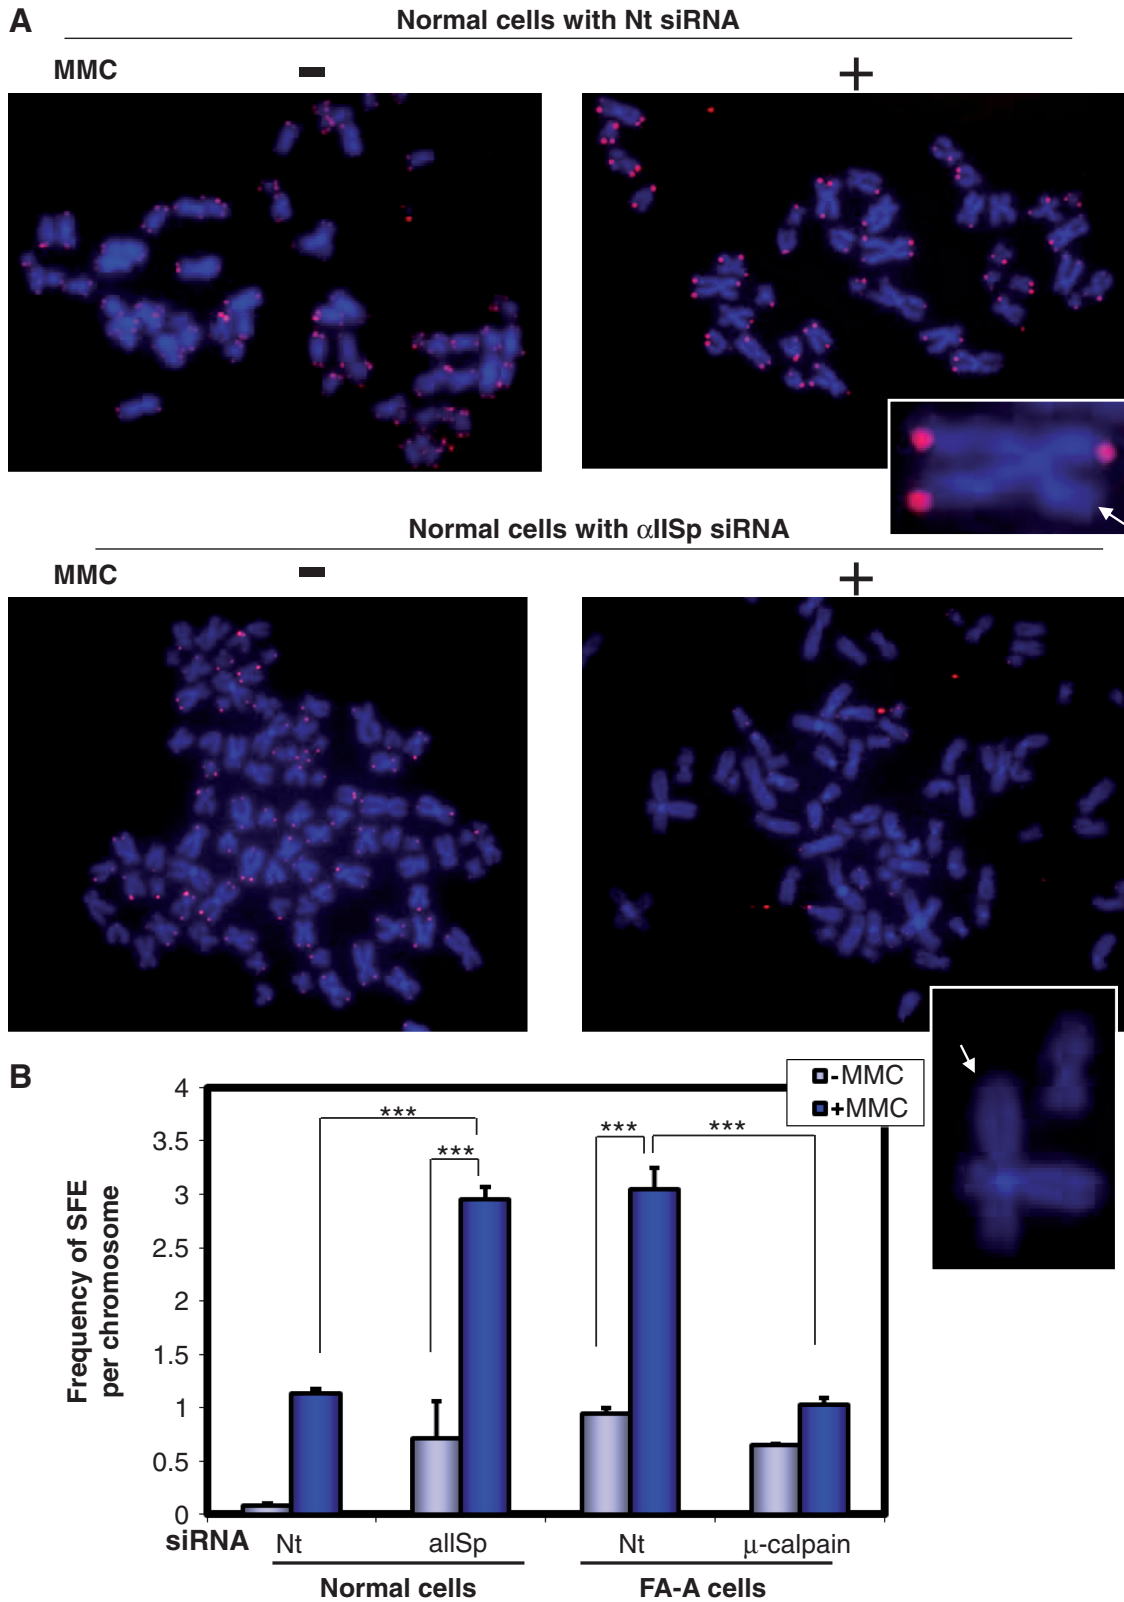 A
Normal cells with Nt siRNA
MMC − +
Normal cells with αIISp siRNA
MMC − +
B
-MMC
+MMC
4
3.5
3
2.5
2
1.5
1
0.5
0
Frequency of SFE
per chromosome
*** *** *** ***
siRNA Nt allSp Nt μ-calpain
Normal cells FA-A cells